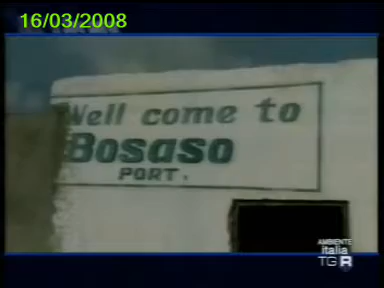 16/03/2008
Well come to
Bosaso
PORT.
AMBIENTE
italia
TGR